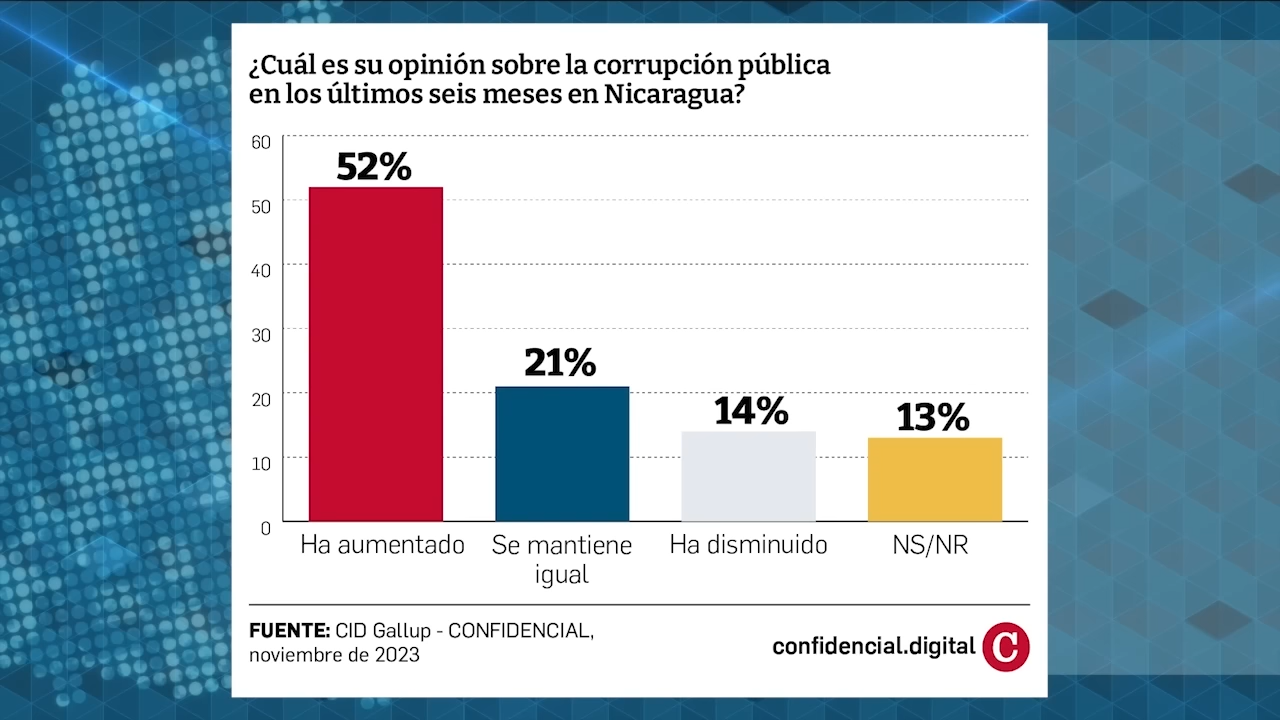 ¿Cuál es su opinión sobre la corrupción pública
en los últimos seis meses en Nicaragua?
60
50
40
30
20
10
0
52%
21%
14%
13%
Ha aumentado
Se mantiene
igual
Ha disminuido
NS/NR
FUENTE: CID Gallup - CONFIDENCIAL,
noviembre de 2023
confidencial.digital
C